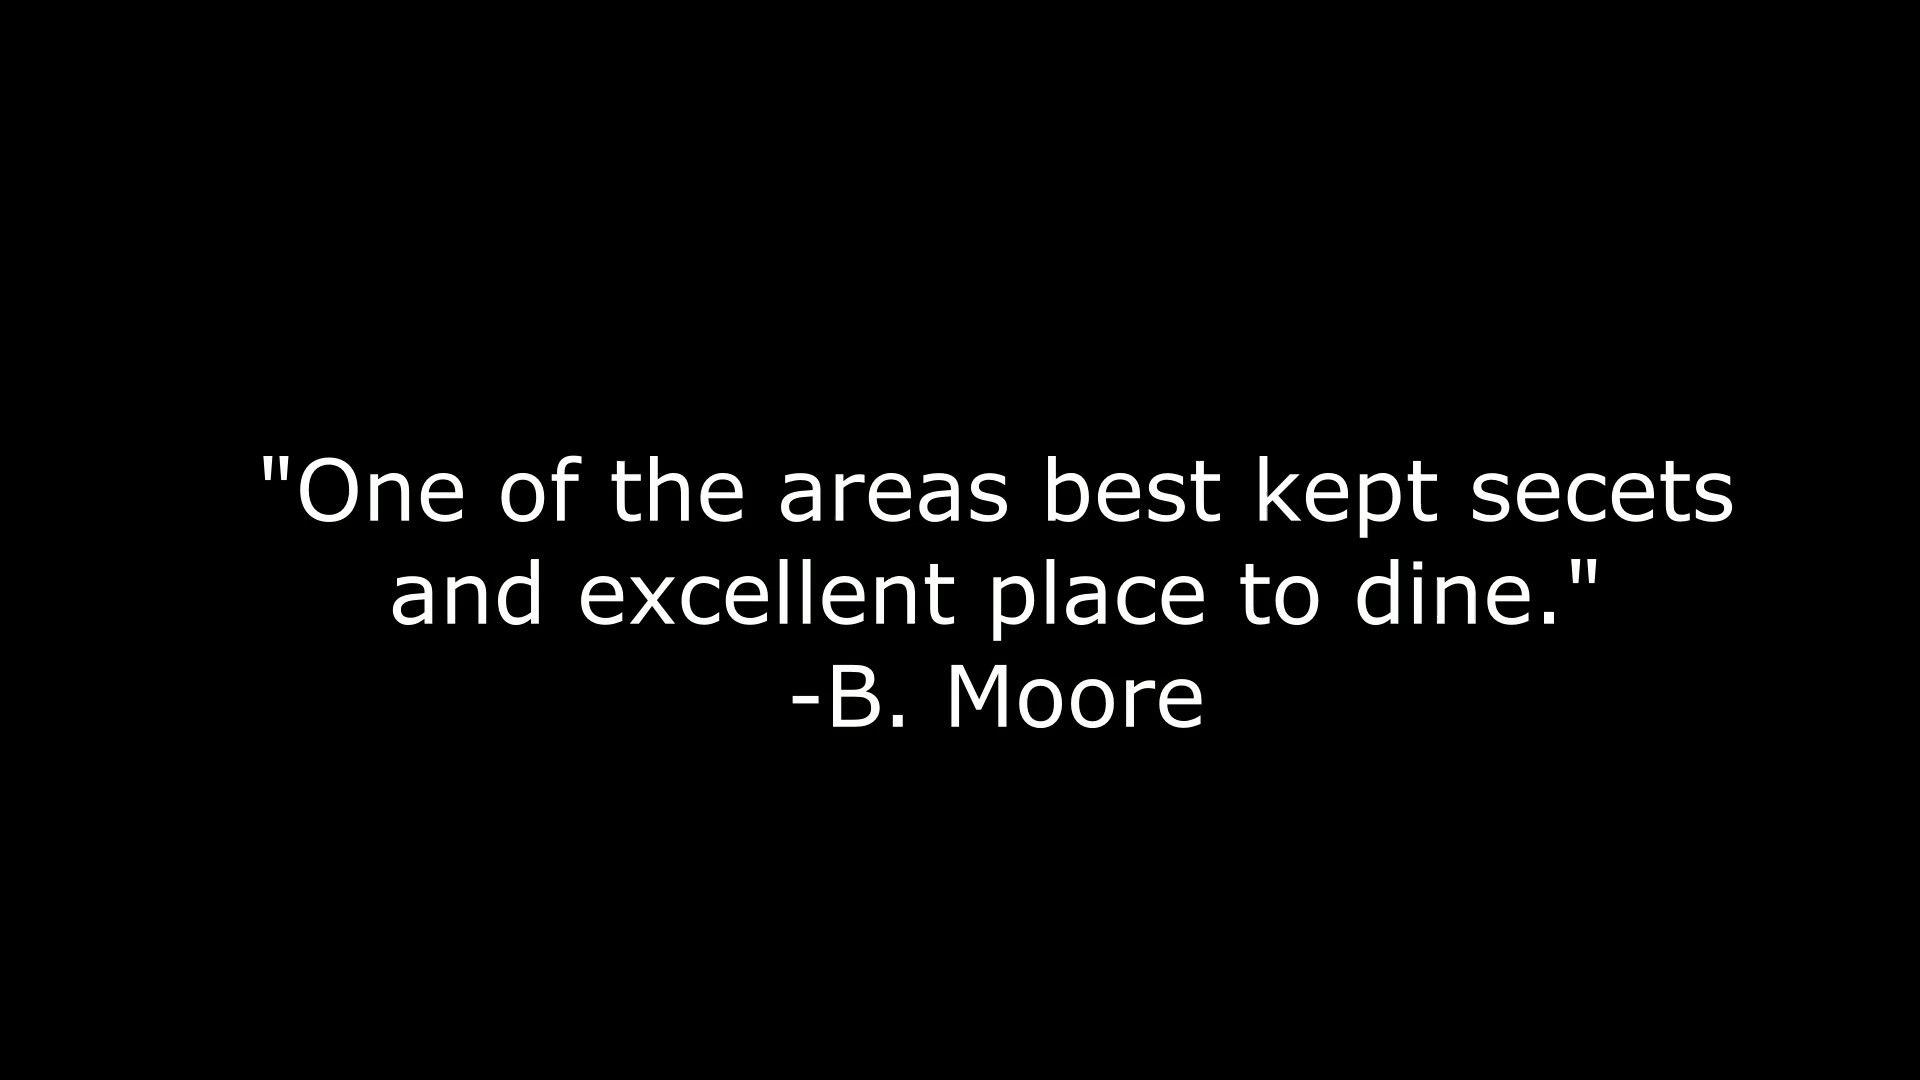 "One of the areas best kept secets
and excellent place to dine."
-B. Moore